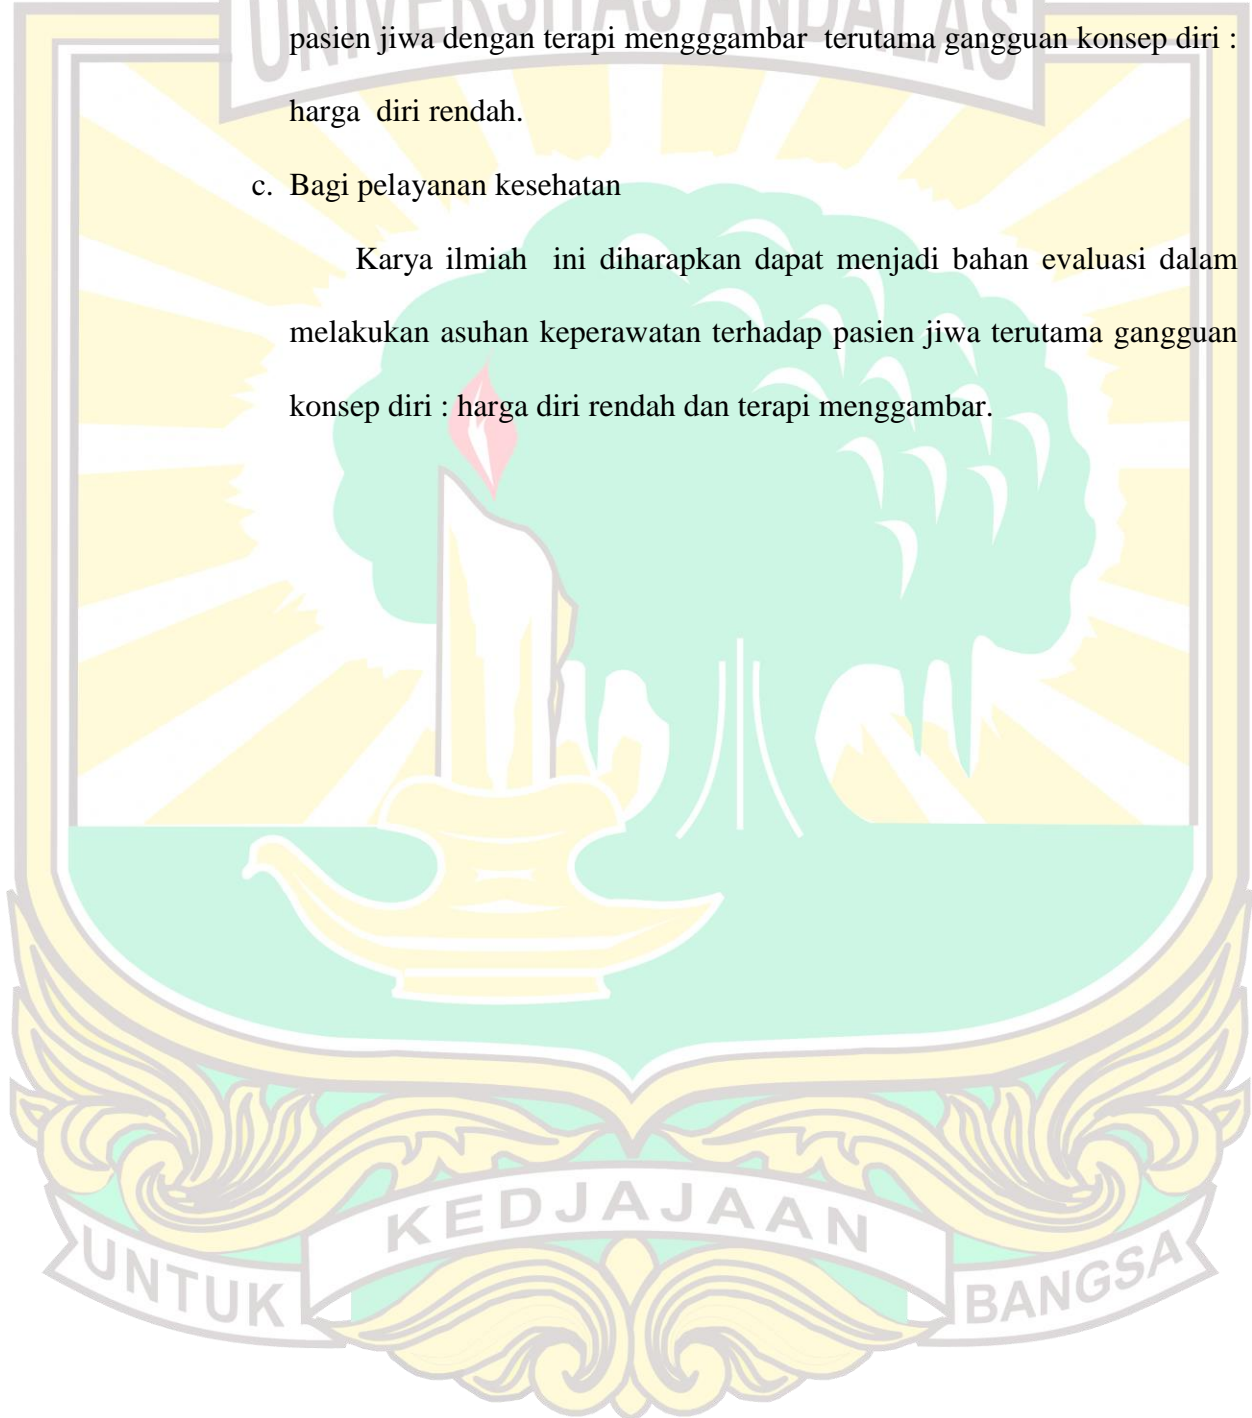 UNIVERSITAS ANDALAS
pasien jiwa dengan terapi mengggambar terutama gangguan konsep diri :
harga diri rendah.
c. Bagi pelayanan kesehatan
Karya ilmiah ini diharapkan dapat menjadi bahan evaluasi dalam
melakukan asuhan keperawatan terhadap pasien jiwa terutama gangguan
konsep diri : harga diri rendah dan terapi menggambar.
UNTUK KEDJAJAAN BANGSA